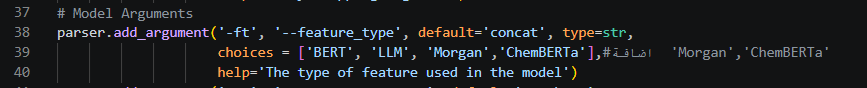 37 # Model Arguments
38 parser.add_argument('-ft', '--feature_type', default='concat', type=str,
39 choices = ['BERT', 'LLM', 'Morgan','ChemBERTa'],#اضافة 'Morgan','ChemBERTa'
40 help='The type of feature used in the model')